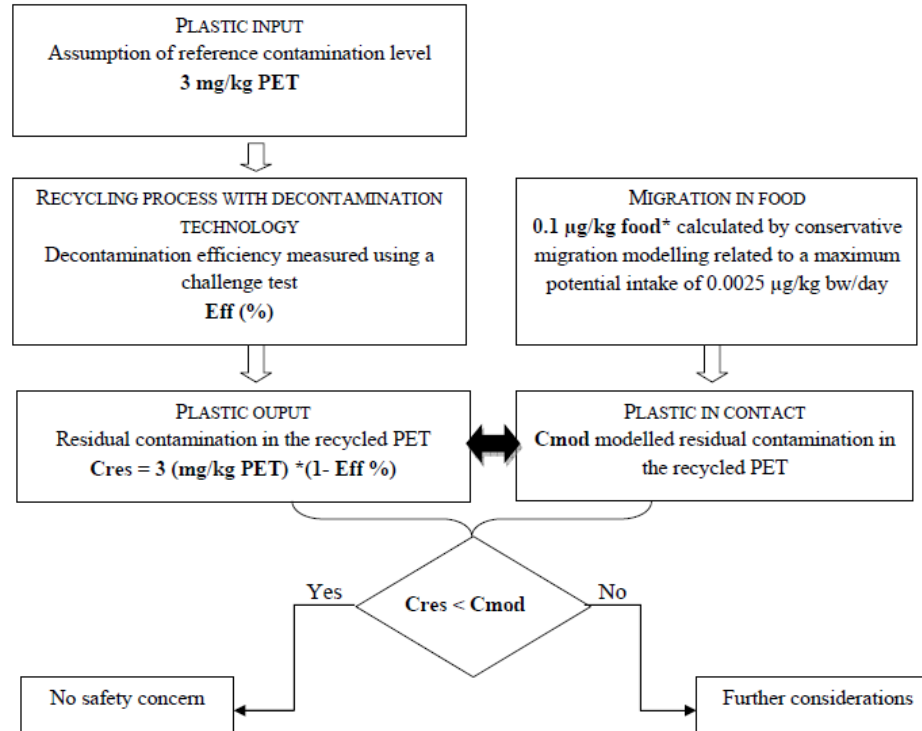 PLASTIC INPUT
Assumption of reference contamination level
3 mg/kg PET
RECYCLING PROCESS WITH DECONTAMINATION
TECHNOLOGY
Decontamination efficiency measured using a
challenge test
Eff (%)
MIGRATION IN FOOD
0.1 µg/kg food* calculated by conservative
migration modelling related to a maximum
potential intake of 0.0025 µg/kg bw/day
PLASTIC OUPUT
Residual contamination in the recycled PET
Cres = 3 (mg/kg PET) *(1- Eff %)
PLASTIC IN CONTACT
Cmod modelled residual contamination in
the recycled PET
Yes
Cres < Cmod
No
No safety concern
Further considerations